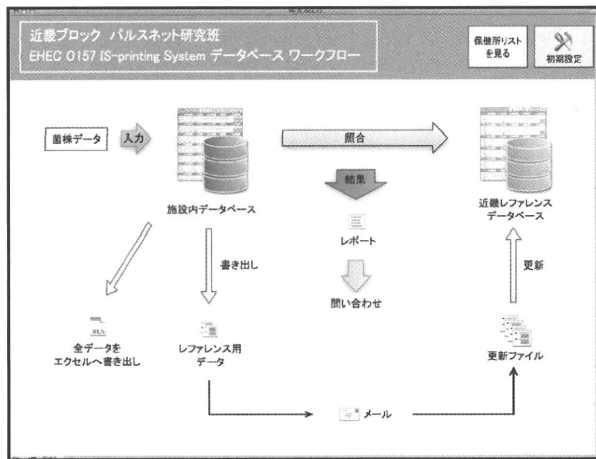 近畿ブロック パルスネット研究班
EHEC O157 IS-printing System データベース ワークフロー
保健所リスト
を見る
初期設定
菌株データ
入力
照合
結果
施設内データベース
近畿レファレンス
データベース
レポート
書き出し
更新
問い合わせ
XLS
全データを
エクセルへ書き出し
レファレンス用
データ
更新ファイル
メール